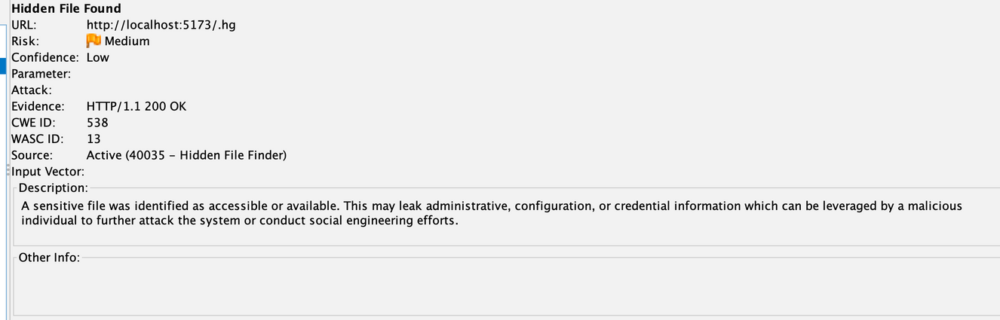 Hidden File Found
URL: http://localhost:5173/.hg
Risk: Medium
Confidence: Low
Parameter:
Attack:
Evidence: HTTP/1.1 200 OK
CWE ID: 538
WASC ID: 13
Source: Active (40035 - Hidden File Finder)
Input Vector:
Description:
A sensitive file was identified as accessible or available. This may leak administrative, configuration, or credential information which can be leveraged by a malicious
individual to further attack the system or conduct social engineering efforts.
Other Info: